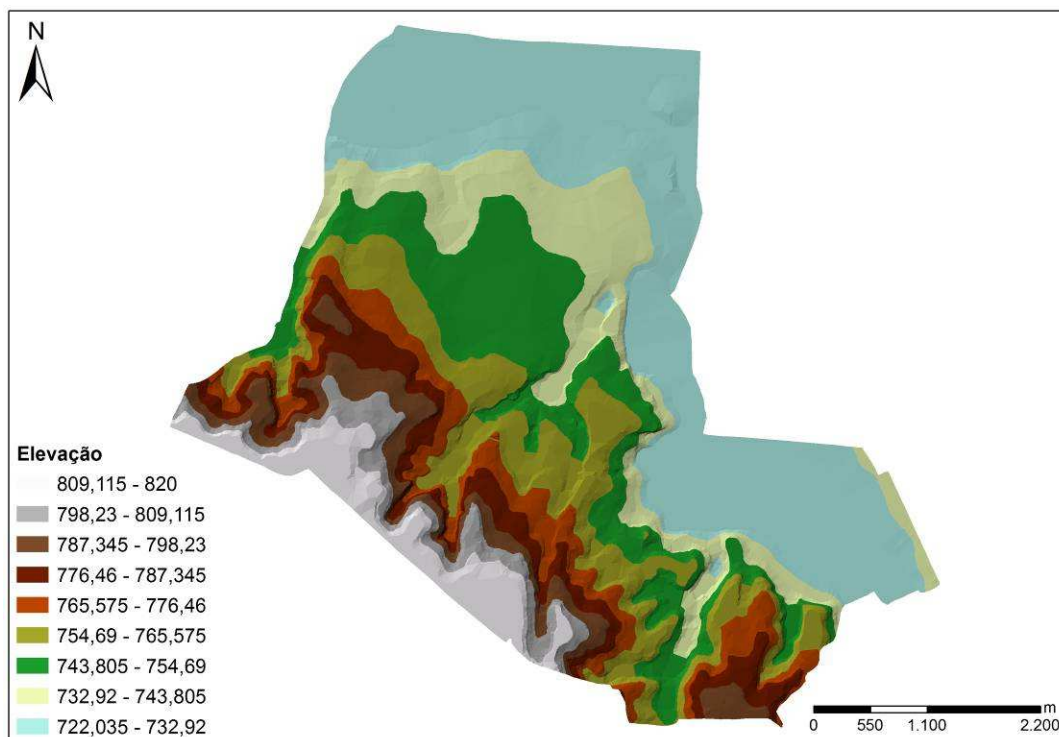 N
Elevação
809,115 - 820
798,23 - 809,115
787,345 - 798,23
776,46 - 787,345
765,575 - 776,46
754,69 - 765,575
743,805 - 754,69
732,92 - 743,805
722,035 - 732,92
m
0 550 1.100 2.200